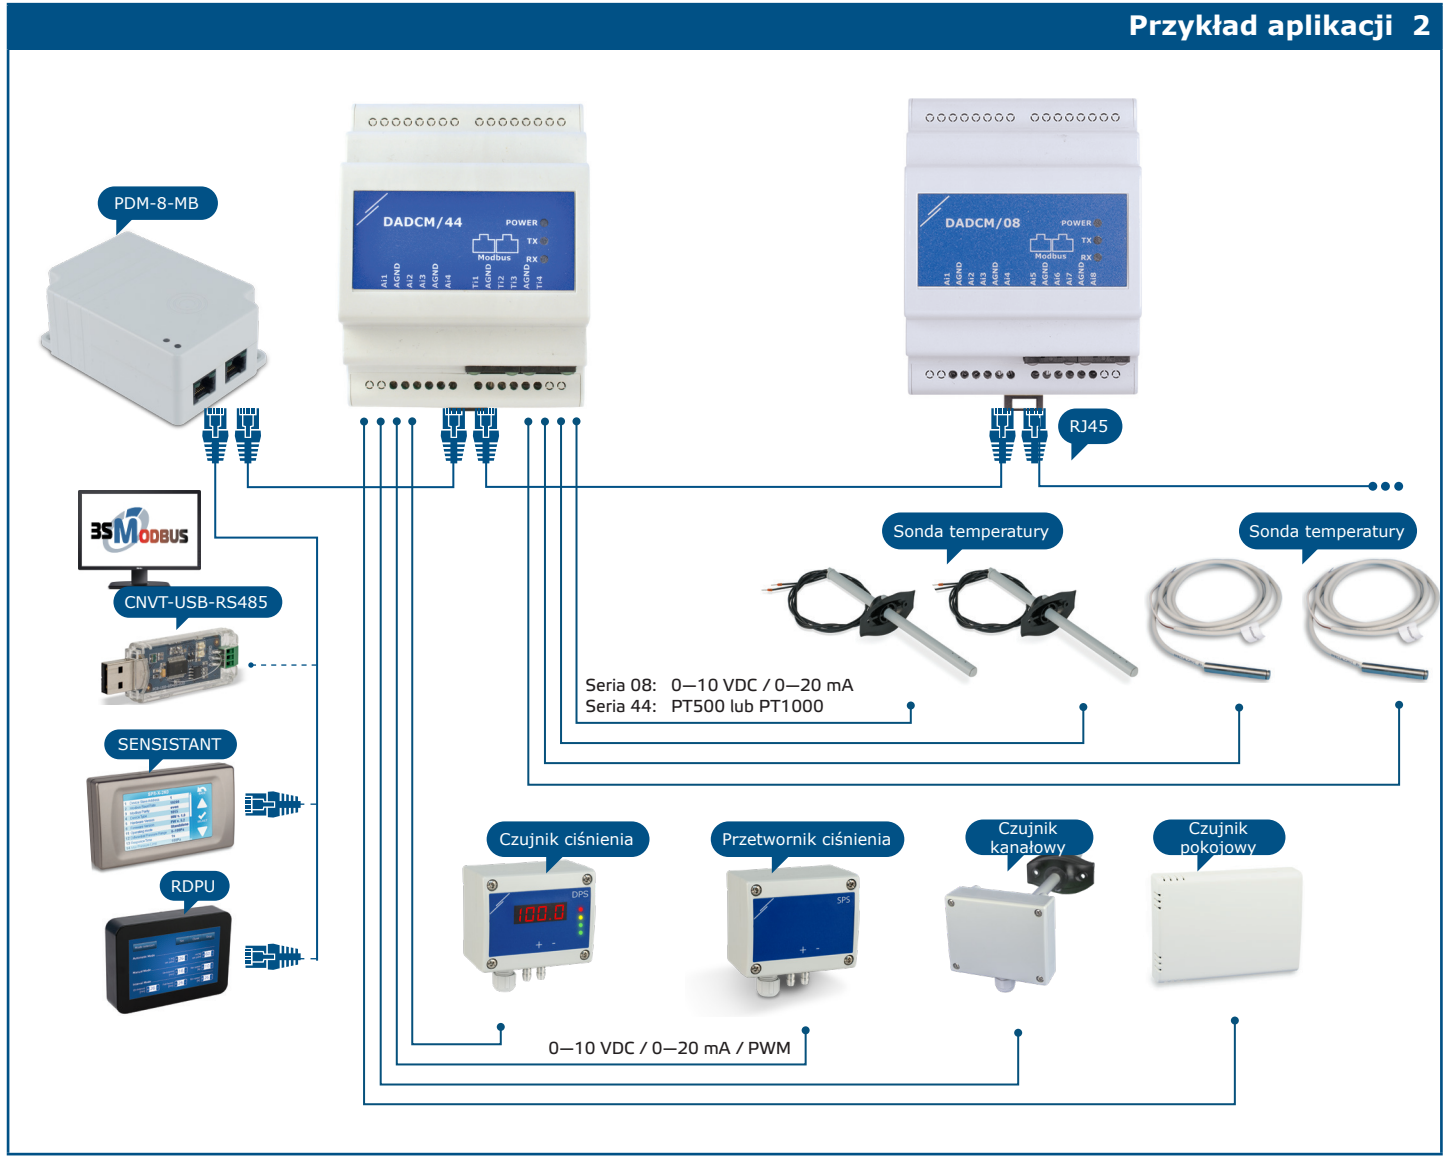 Przykład aplikacji 2
PDM-8-MB
DADCM/44
POWER
TX
RX
Modbus
Ai1
AGND
Ai2
Ai3
AGND
Ai4
Ti1
AGND
Ti2
Ti3
AGND
Ti4
DADCM/08
POWER
TX
RX
Modbus
Ai1
AGND
Ai2
Ai3
AGND
Ai4
Ai5
AGND
Ai6
Ai7
AGND
Ai8
RJ45
3SMODBUS
CNVT-USB-RS485
Sonda temperatury
Sonda temperatury
Seria 08: 0—10 VDC / 0—20 mA
Seria 44: PT500 lub PT1000
SENSISTANT
RDPU
Czujnik ciśnienia
DPS
100.0
+ -
Przetwornik ciśnienia
SPS
+ -
Czujnik
kanałowy
Czujnik
pokojowy
0—10 VDC / 0—20 mA / PWM